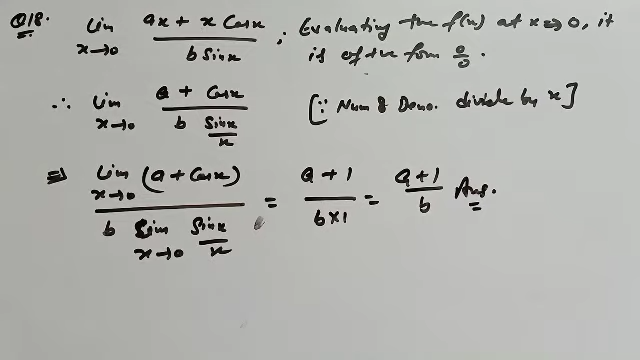 Q18. Lim x→0 (ax + x Cosx) / (b Sinx) ; Evaluating the f(x) at x=0, it
is of the form 0/0.
∴ Lim x→0 (a + Cosx) / (b Sinx/x) [∵ Num & Deno. divide by x]
⇒ Lim x→0 (a + Cosx) / (b Lim x→0 Sinx/x) = (a + 1) / (b×1) = (a+1)/b Ans.